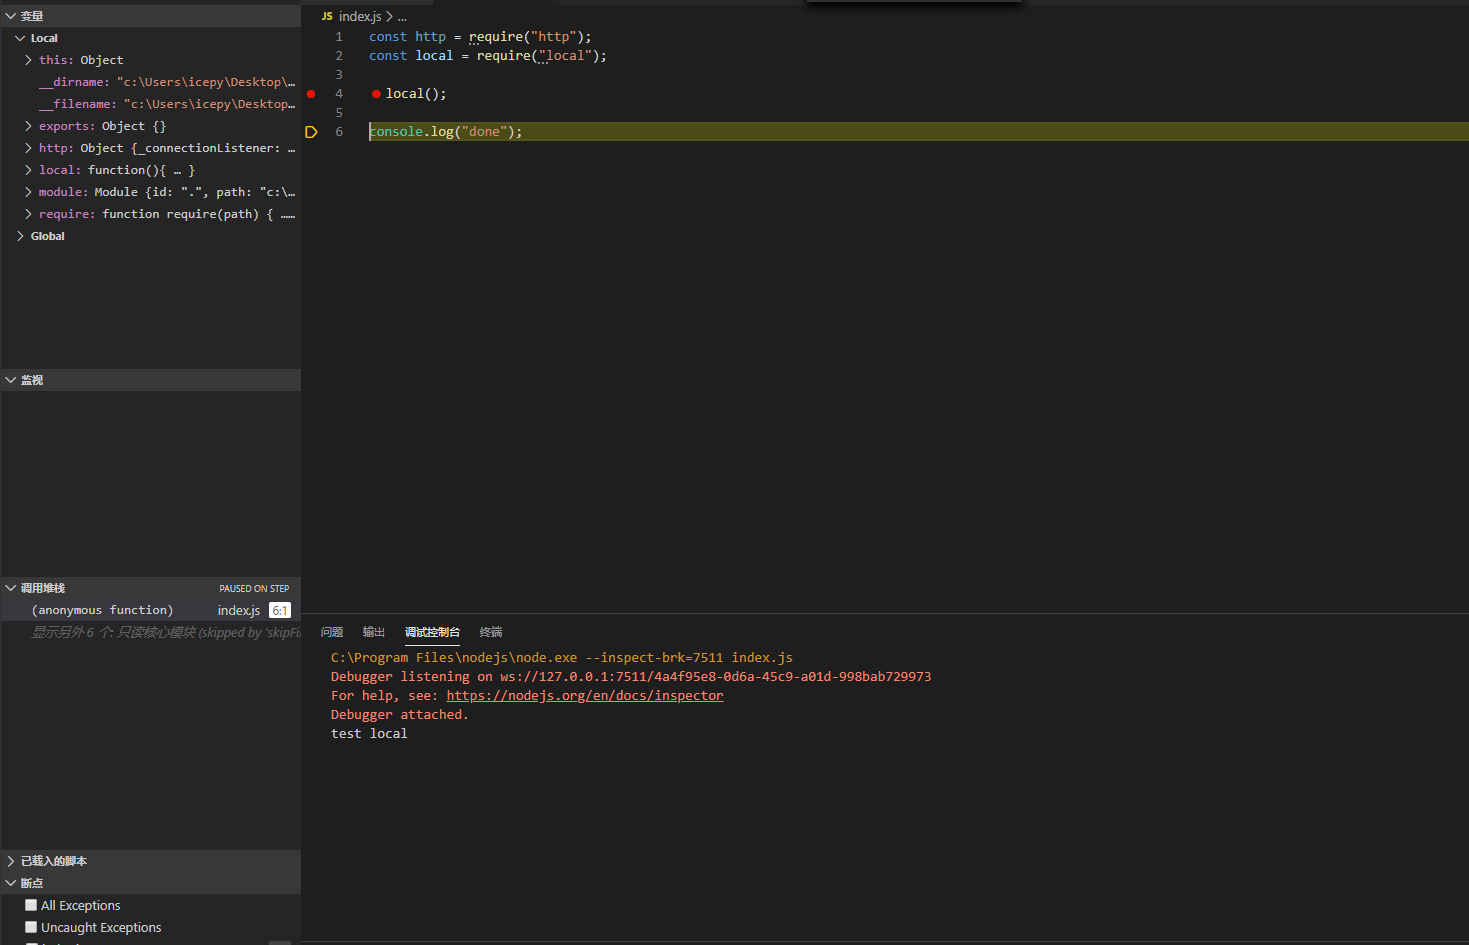 变量
Local
this: Object
__dirname: "c:\Users\icepy\Desktop\…
__filename: "c:\Users\icepy\Desktop…
exports: Object {}
http: Object {_connectionListener: …
local: function(){ … }
module: Module {id: ".", path: "c:\…
require: function require(path) { ……
Global
监视
调用堆栈 PAUSED ON STEP
(anonymous function) index.js 6:1
显示另外 6 个: 只读核心模块 (skipped by 'skipFi
已载入的脚本
断点
All Exceptions
Uncaught Exceptions
JS index.js > ...
1 const http = require("http");
2 const local = require("local");
3
4 local();
5
6 console.log("done");
问题 输出 调试控制台 终端
C:\Program Files\nodejs\node.exe --inspect-brk=7511 index.js
Debugger listening on ws://127.0.0.1:7511/4a4f95e8-0d6a-45c9-a01d-998bab729973
For help, see: https://nodejs.org/en/docs/inspector
Debugger attached.
test local